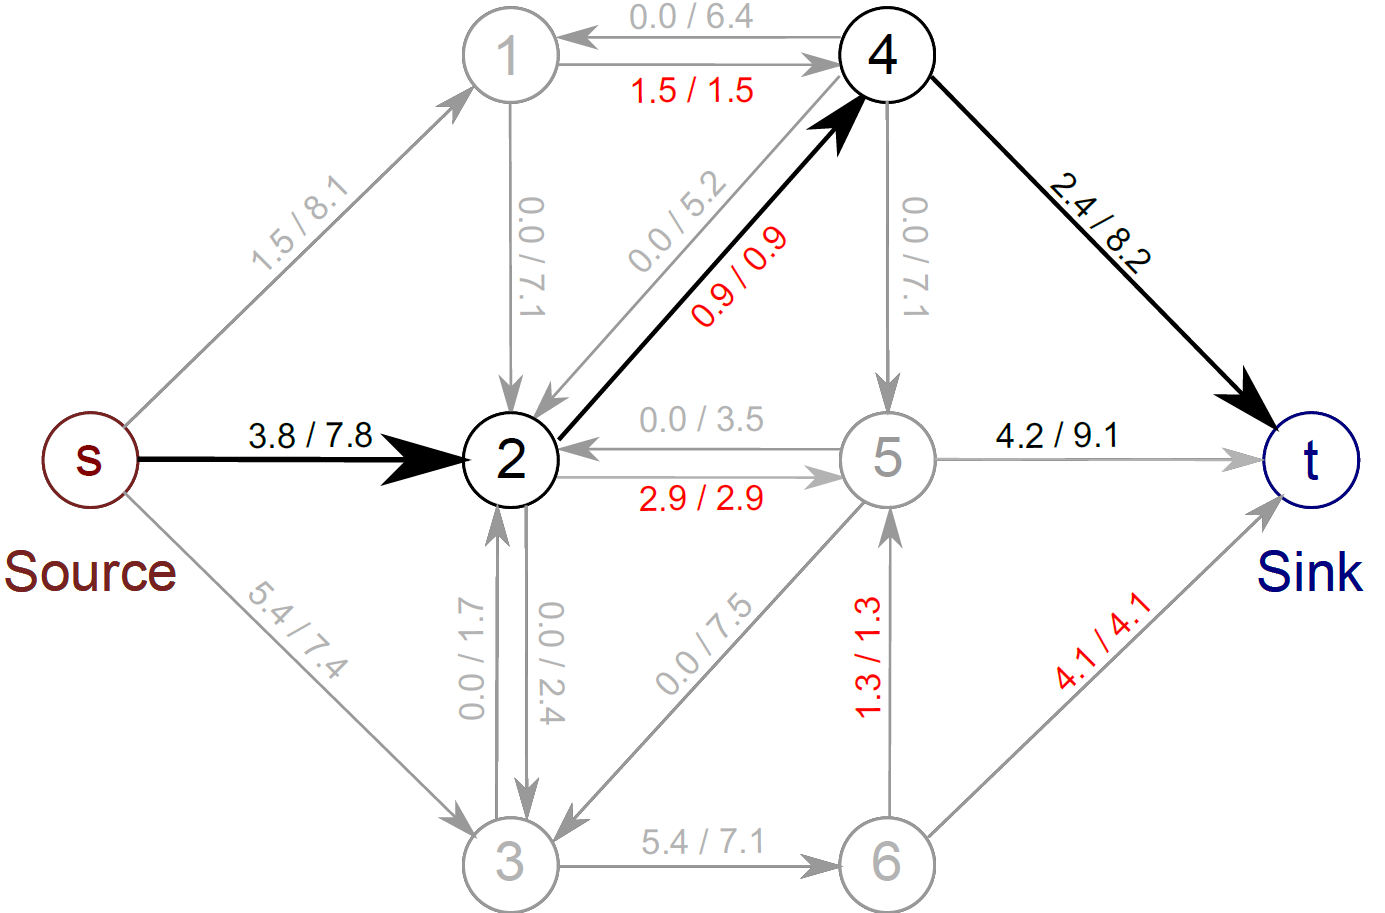 0.0 / 6.4
1
4
1.5 / 1.5
1.5 / 8.1
0.0 / 7.1
0.0 / 5.2
0.9 / 0.9
0.0 / 7.1
2.4 / 8.2
s
3.8 / 7.8
2
0.0 / 3.5
2.9 / 2.9
5
4.2 / 9.1
t
Source
Sink
5.4 / 7.4
0.0 / 1.7
0.0 / 2.4
0.0 / 7.5
1.3 / 1.3
4.1 / 4.1
3
5.4 / 7.1
6